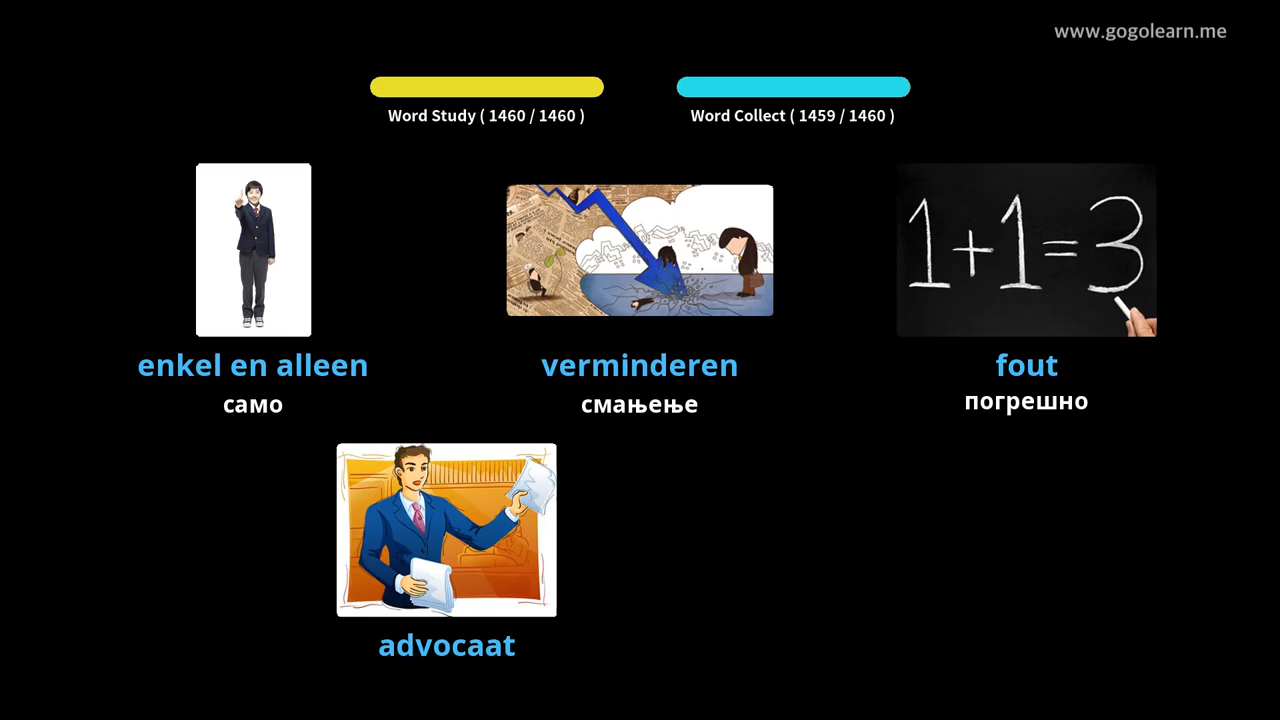 www.gogolearn.me
Word Study ( 1460 / 1460 )
Word Collect ( 1459 / 1460 )
1+1=3
enkel en alleen
verminderen
fout
само
смањење
погрешно
advocaat